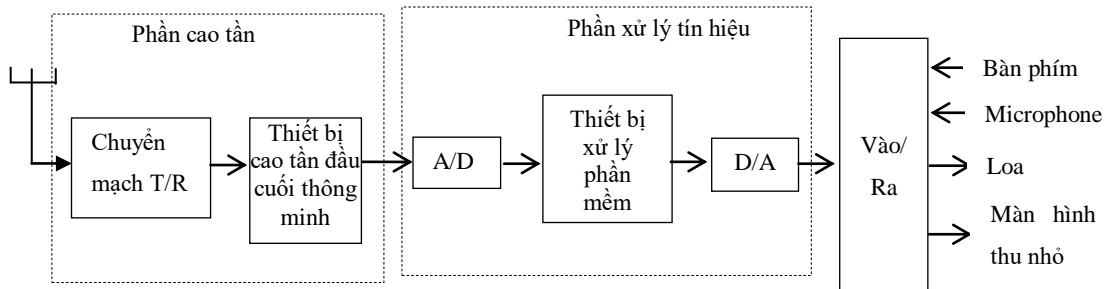 Phần cao tần
Phần xử lý tín hiệu
Chuyển
mạch T/R
Thiết bị
cao tần đầu
cuối thông
minh
A/D
Thiết bị
xử lý
phần
mềm
D/A
Vào/
Ra
Bàn phím
Microphone
Loa
Màn hình
thu nhỏ